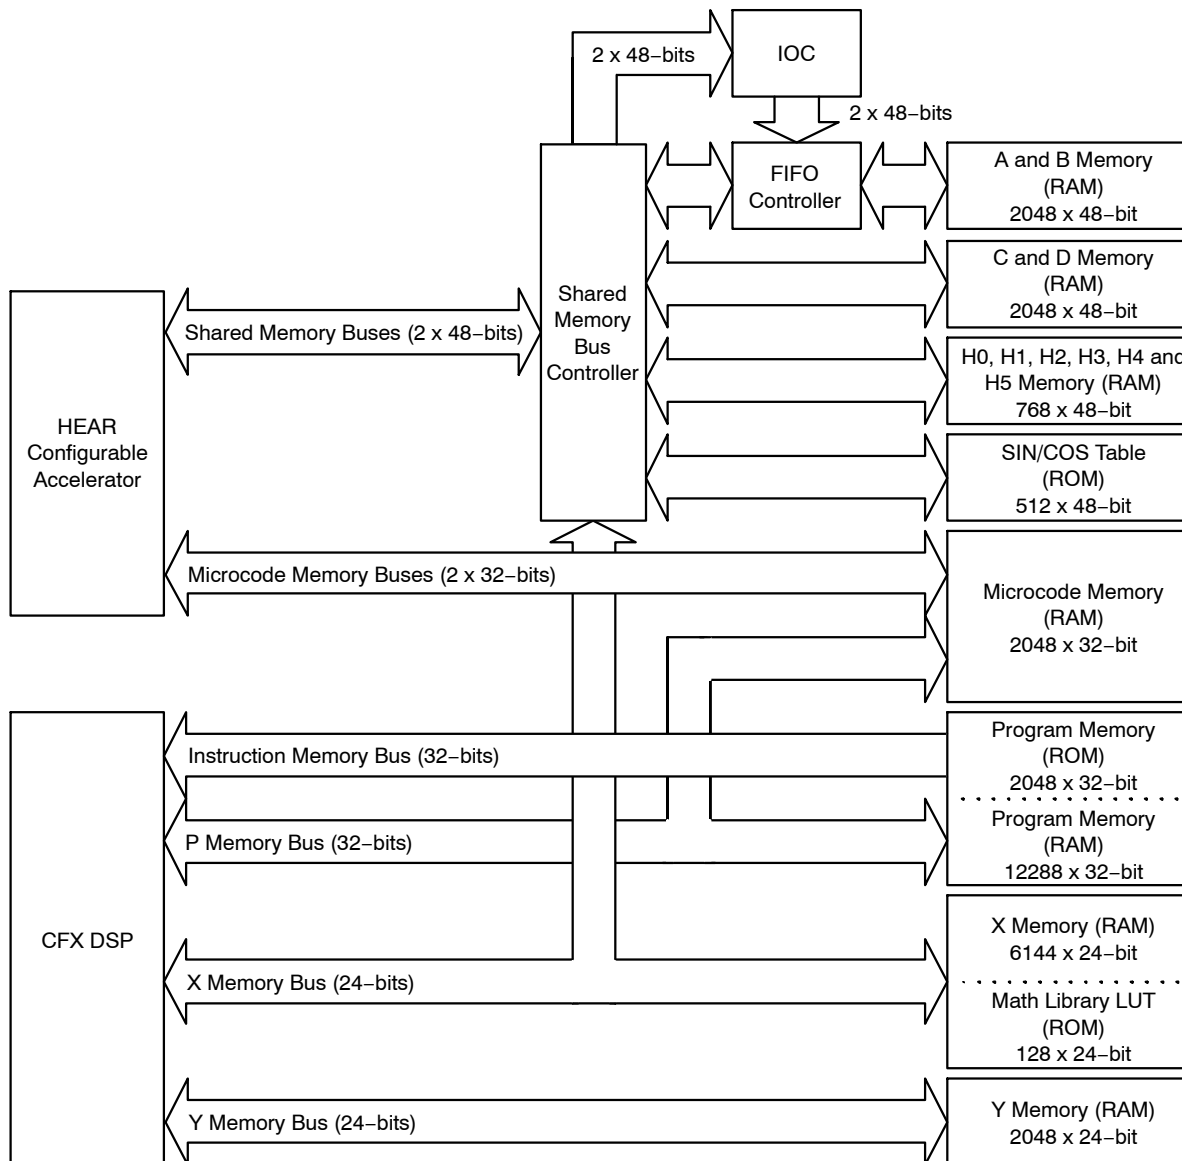 2 x 48−bits
IOC
2 x 48−bits
FIFO
Controller
A and B Memory
(RAM)
2048 x 48−bit
C and D Memory
(RAM)
2048 x 48−bit
Shared
Memory
Bus
Controller
Shared Memory Buses (2 x 48−bits)
H0, H1, H2, H3, H4 and
H5 Memory (RAM)
768 x 48−bit
HEAR
Configurable
Accelerator
SIN/COS Table
(ROM)
512 x 48−bit
Microcode Memory Buses (2 x 32−bits)
Microcode Memory
(RAM)
2048 x 32−bit
Instruction Memory Bus (32−bits)
Program Memory
(ROM)
2048 x 32−bit
P Memory Bus (32−bits)
Program Memory
(RAM)
12288 x 32−bit
CFX DSP
X Memory Bus (24−bits)
X Memory (RAM)
6144 x 24−bit
Math Library LUT
(ROM)
128 x 24−bit
Y Memory Bus (24−bits)
Y Memory (RAM)
2048 x 24−bit